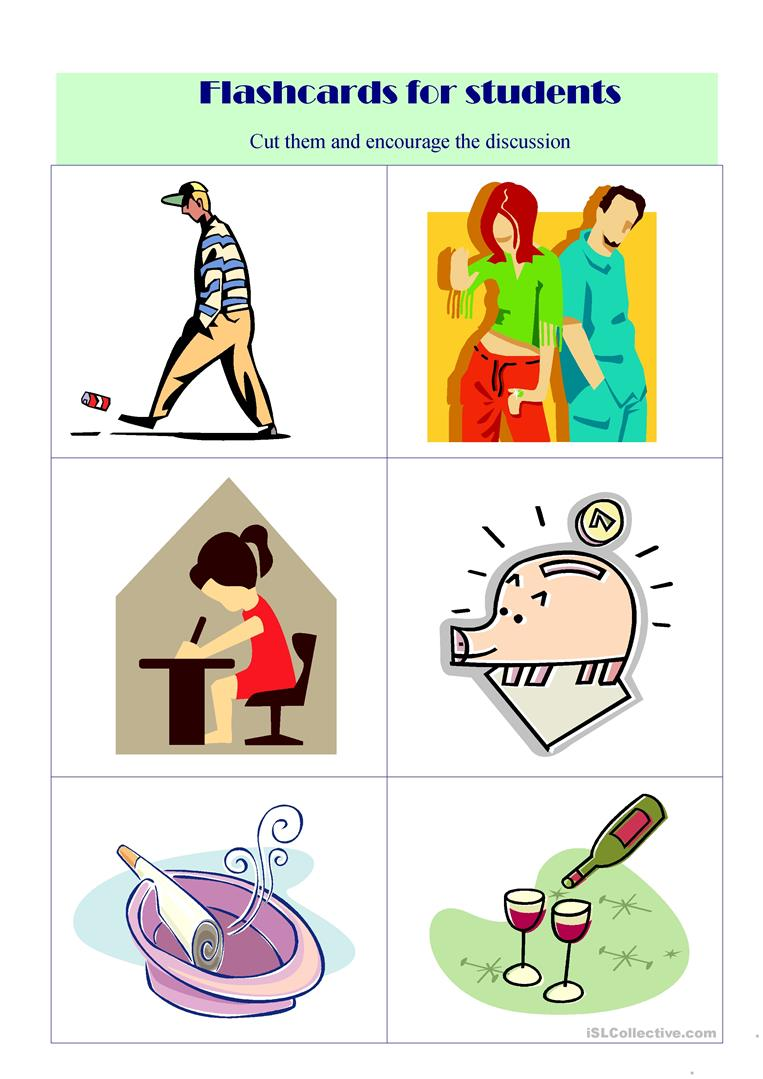 Flashcards for students
Cut them and encourage the discussion
iSLCollective.com